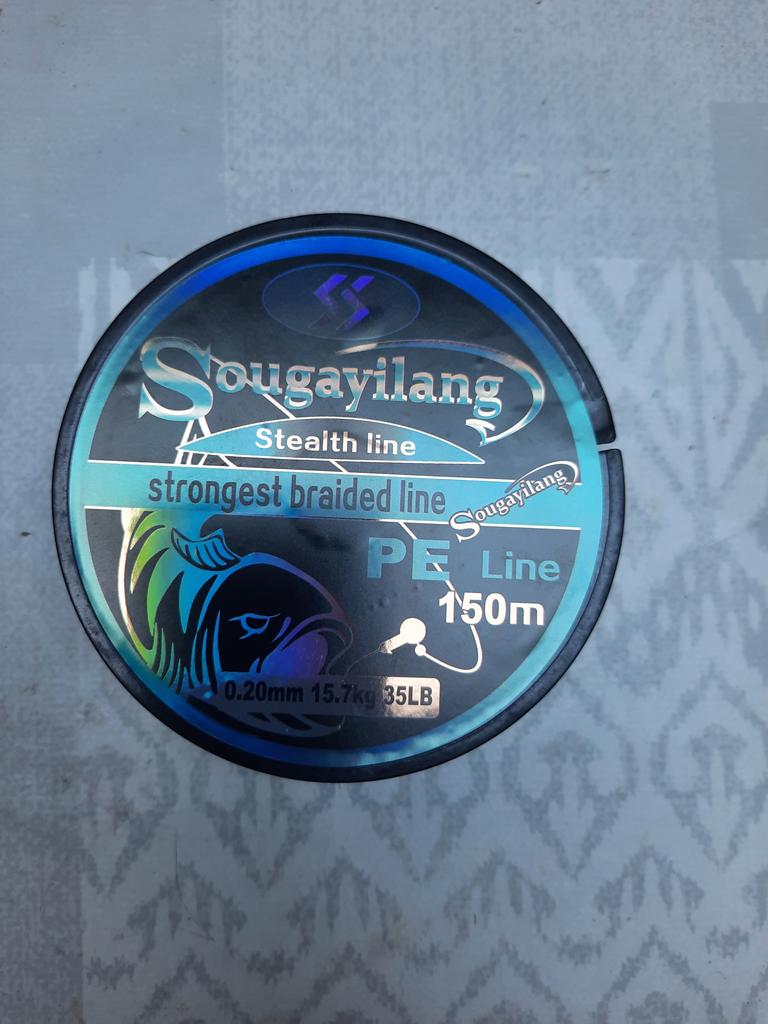 Sougayilang
Stealth line
strongest braided line
Sougayilang
PE Line
150m
0.20mm 15.7kg 35LB